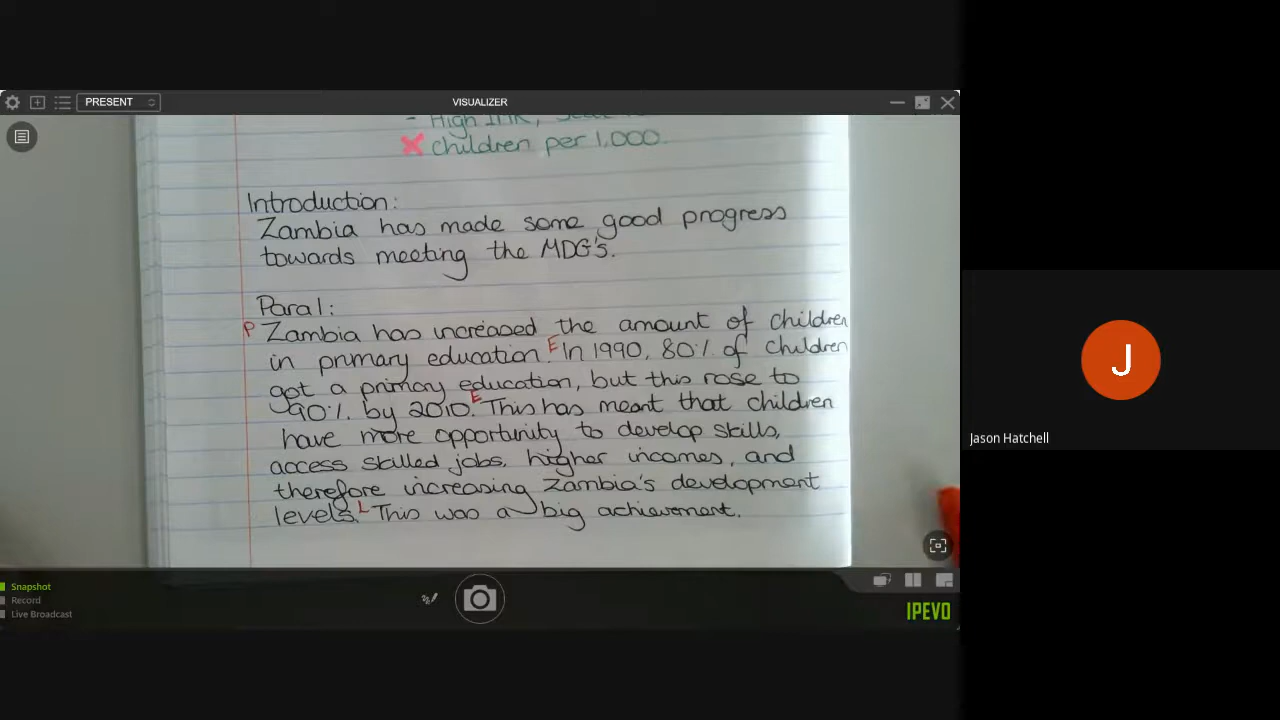 PRESENT
VISUALIZER
- High IMR,
children per 1,000.
Introduction:
Zambia has made some good progress
towards meeting the MDG's.
Para 1:
P Zambia has increased the amount of children
in primary education. E In 1990, 80% of children
got a primary education, but this rose to
90% by 2010. E This has meant that children
have more opportunity to develop skills,
access skilled jobs, higher incomes, and
therefore increasing Zambia's development
levels. L This was a big achievement.
J
Jason Hatchell
Snapshot
Record
Live Broadcast
IPEVO